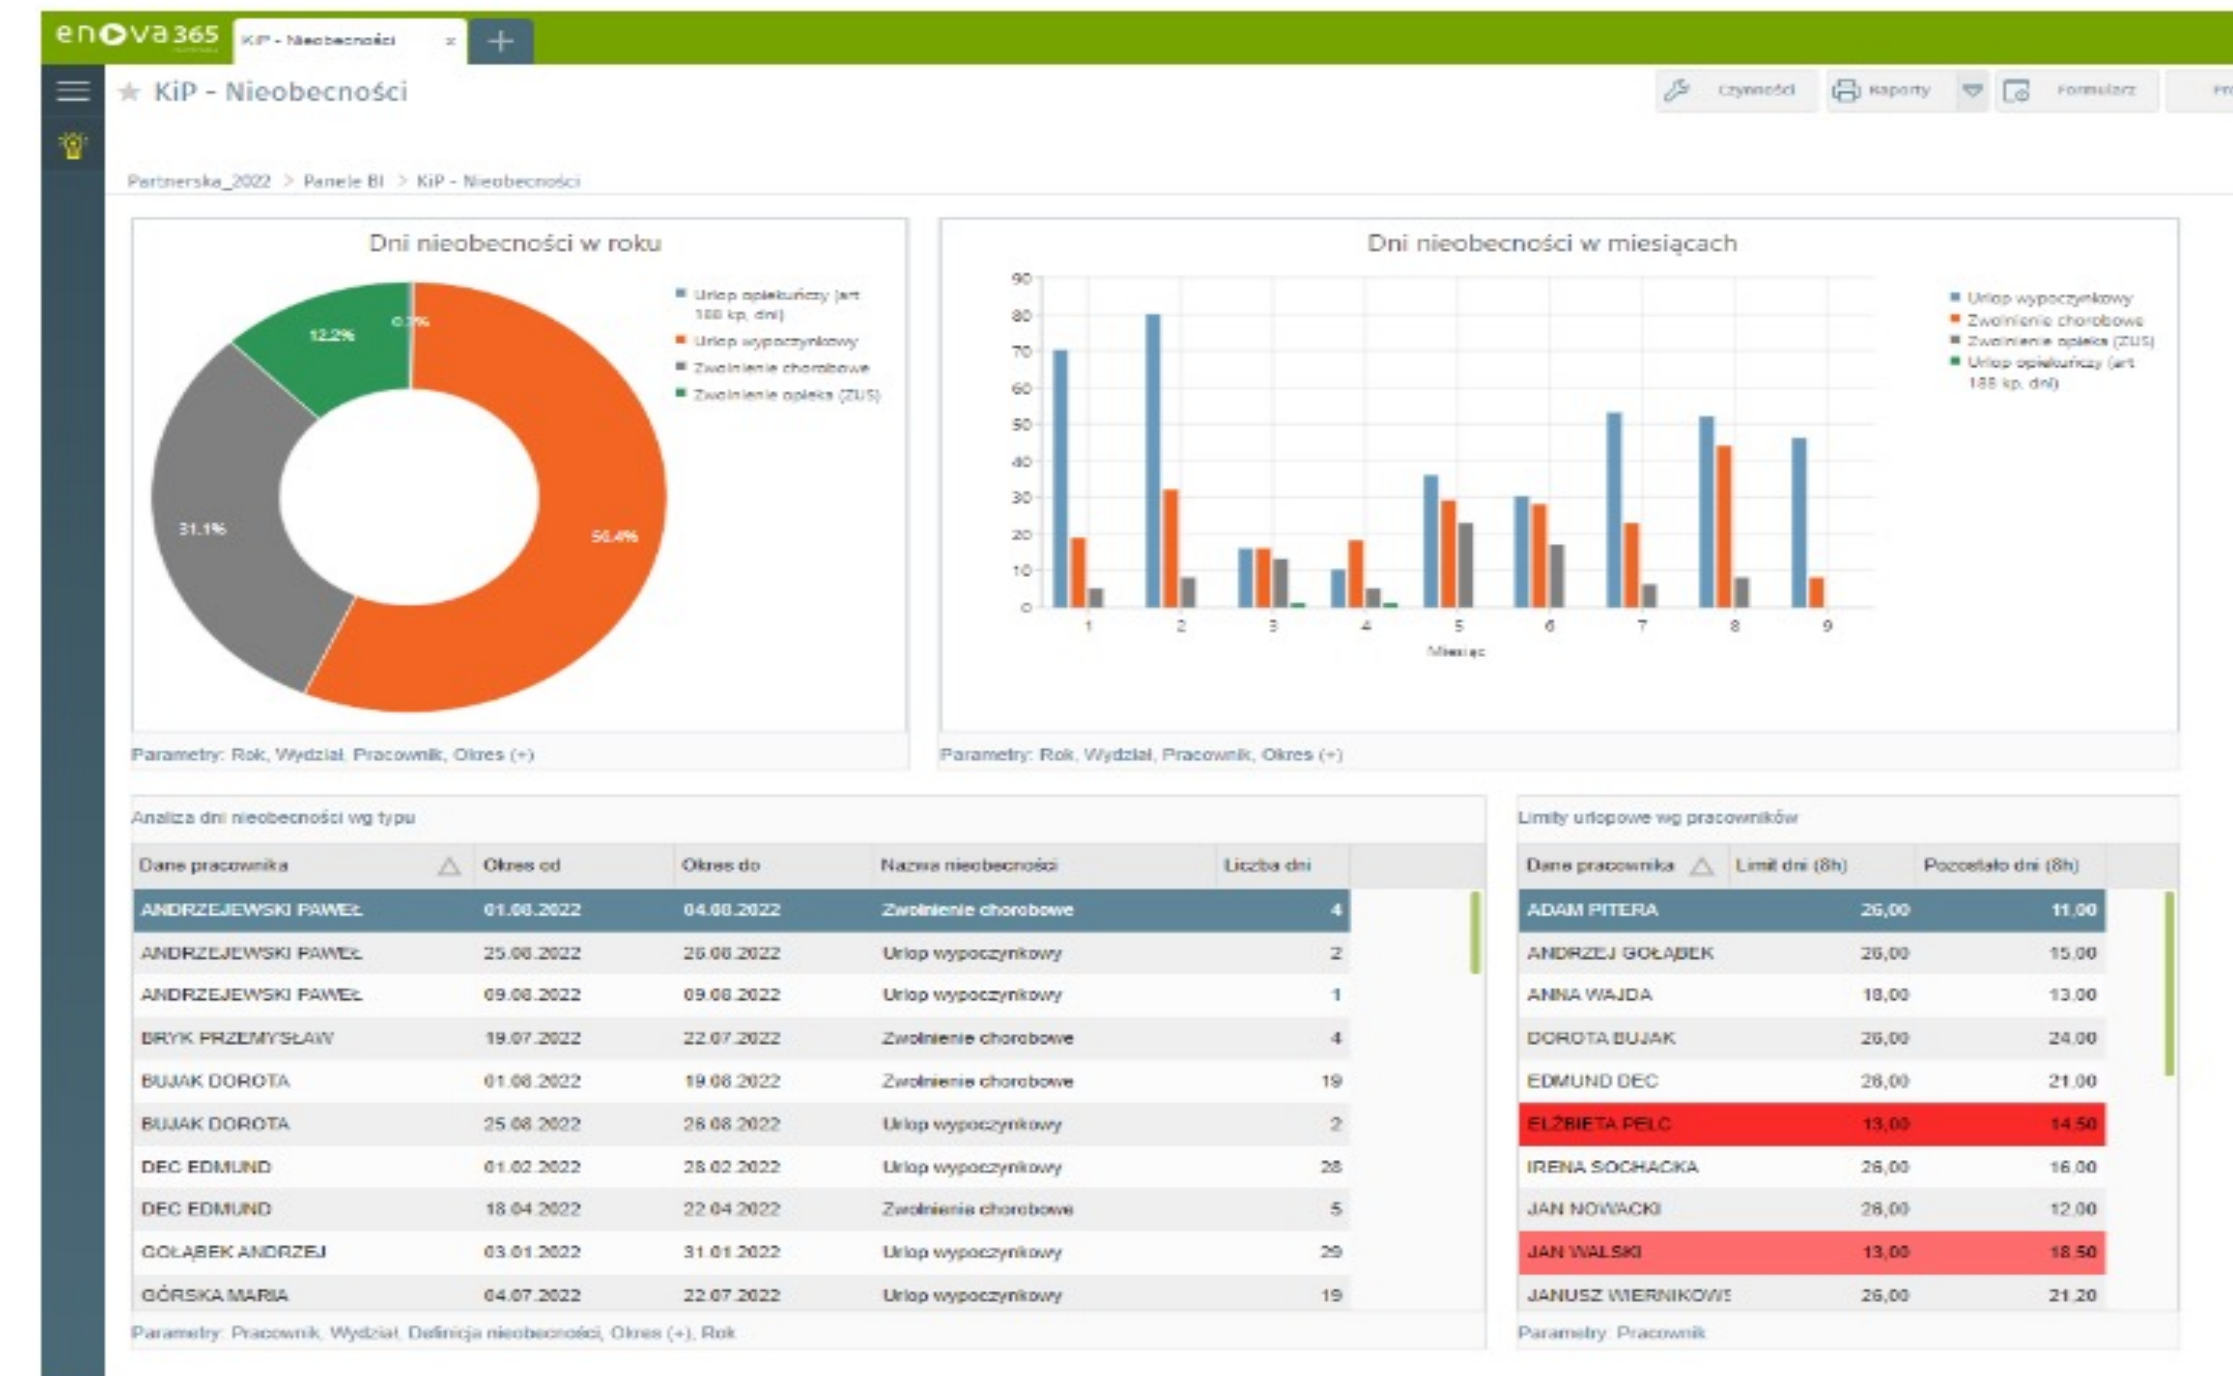 enova365
KiP - Nieobecności
KiP - Nieobecności
Czynności
Raporty
Formularz
Partnerska_2022 > Panele BI > KiP - Nieobecności
Dni nieobecności w roku
12.2%
31.1%
56.4%
Urlop opiekuńczy (art
188 kp, dni)
Urlop wypoczynkowy
Zwolnienie chorobowe
Zwolnienie opieka (ZUS)
Parametry: Rok, Wydział, Pracownik, Okres (+)
Dni nieobecności w miesiącach
90
80
70
60
50
40
30
20
10
0
1 2 3 4 5 6 7 8 9
Miesiąc
Urlop wypoczynkowy
Zwolnienie chorobowe
Zwolnienie opieka (ZUS)
Urlop opiekuńczy (art
188 kp, dni)
Parametry: Rok, Wydział, Pracownik, Okres (+)
Analiza dni nieobecności wg typu
Dane pracownika Okres od Okres do Nazwa nieobecności Liczba dni
ANDRZEJEWSKI PAWEŁ 01.08.2022 04.08.2022 Zwolnienie chorobowe 4
ANDRZEJEWSKI PAWEŁ 25.08.2022 26.08.2022 Urlop wypoczynkowy 2
ANDRZEJEWSKI PAWEŁ 09.08.2022 09.08.2022 Urlop wypoczynkowy 1
BRYK PRZEMYSŁAW 19.07.2022 22.07.2022 Zwolnienie chorobowe 4
BUJAK DOROTA 01.08.2022 19.08.2022 Zwolnienie chorobowe 19
BUJAK DOROTA 25.08.2022 26.08.2022 Urlop wypoczynkowy 2
DEC EDMUND 01.02.2022 28.02.2022 Urlop wypoczynkowy 28
DEC EDMUND 18.04.2022 22.04.2022 Zwolnienie chorobowe 5
GOŁĄBEK ANDRZEJ 03.01.2022 31.01.2022 Urlop wypoczynkowy 29
GÓRSKA MARIA 04.07.2022 22.07.2022 Urlop wypoczynkowy 19
Parametry: Pracownik, Wydział, Definicja nieobecności, Okres (+), Rok
Limity urlopowe wg pracowników
Dane pracownika Limit dni (8h) Pozostało dni (8h)
ADAM PITERA 26,00 11,00
ANDRZEJ GOŁĄBEK 26,00 15,00
ANNA WAJDA 18,00 13,00
DOROTA BUJAK 26,00 24,00
EDMUND DEC 26,00 21,00
ELŻBIETA PELC 13,00 14,50
IRENA SOCHACKA 26,00 16,00
JAN NOWACKI 26,00 12,00
JAN WALSKI 13,00 18,50
JANUSZ WIERNIKOWS 26,00 21,20
Parametry: Pracownik